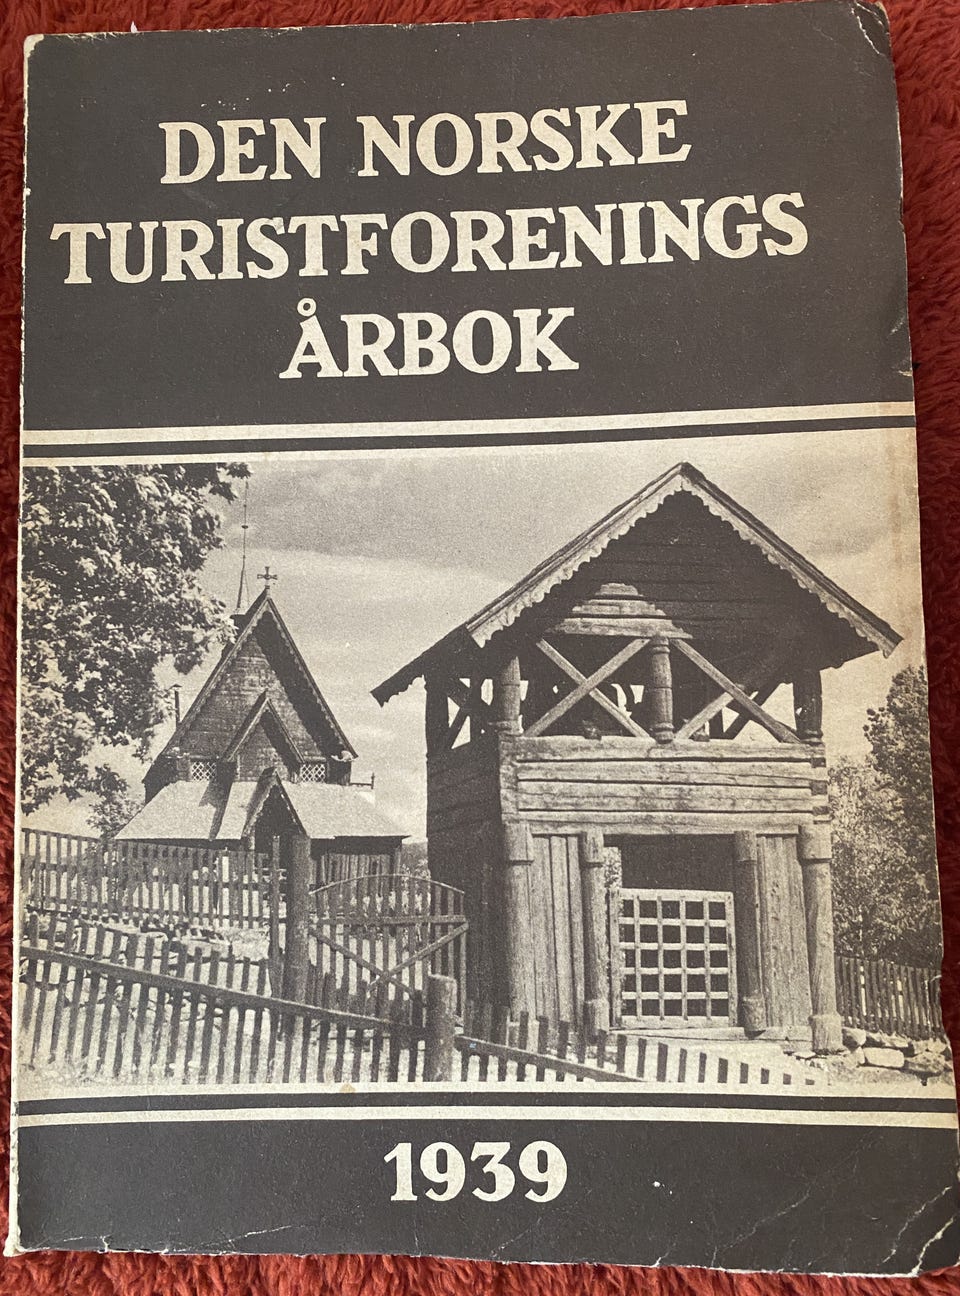 DEN NORSKE
TURISTFORENINGS
ÅRBOK
1939